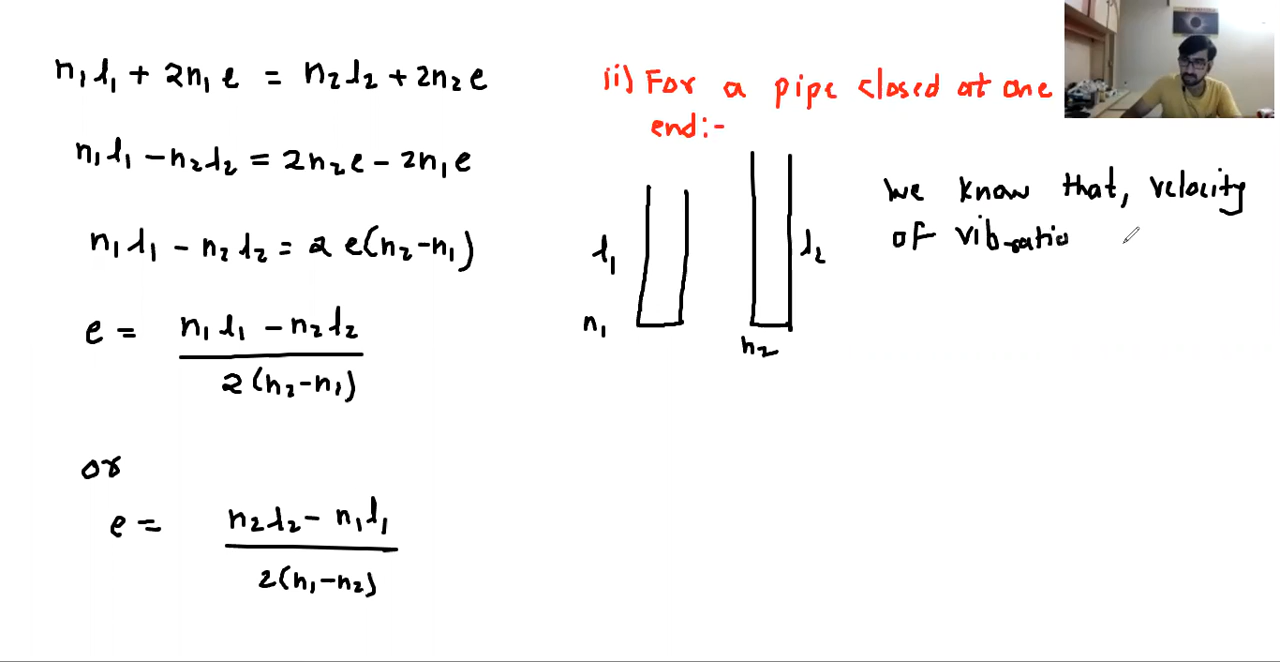 n₁l₁ + 2n₁e = n₂l₂ + 2n₂e
n₁l₁ - n₂l₂ = 2n₂e - 2n₁e
n₁l₁ - n₂l₂ = 2 e(n₂-n₁)
e = n₁l₁ - n₂l₂ / 2(n₂-n₁)
or
e = n₂l₂ - n₁l₁ / 2(n₁-n₂)
ii) For a pipe closed at one
end:-
l₁
n₁
l₂
n₂
We know that, velocity
of vibratio